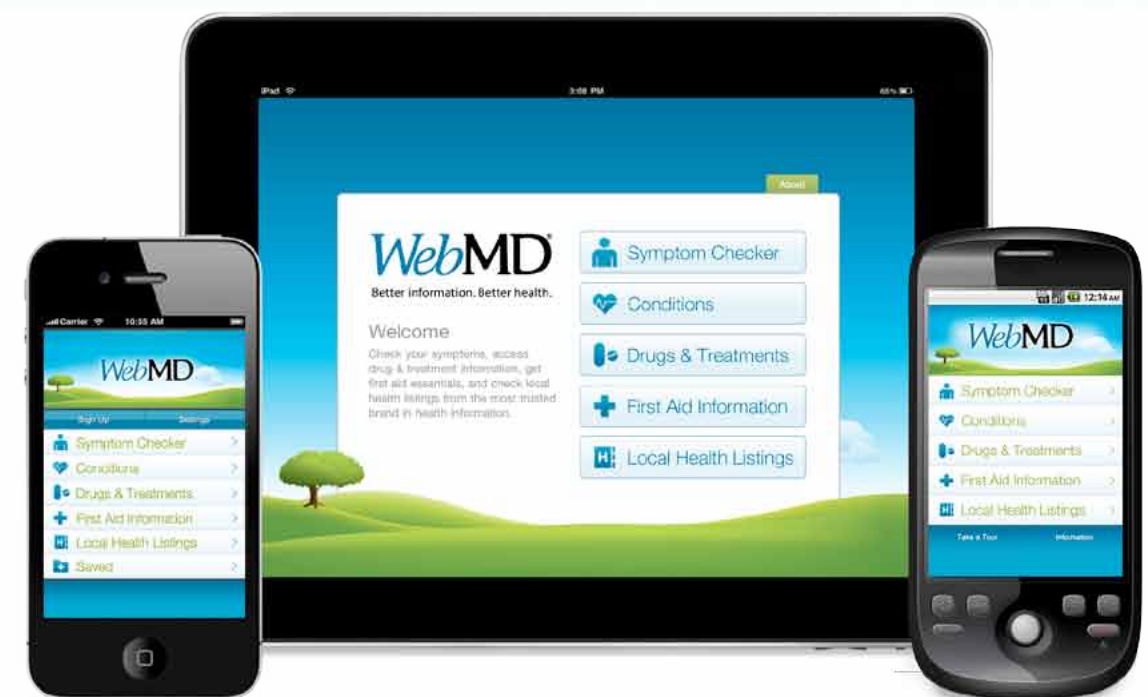 iPad 3:08 PM 65%
About
WebMD®
Better information. Better health.
Welcome
Check your symptoms, access
drug & treatment information, get
first aid essentials, and check local
health listings from the most trusted
brand in health information.
Symptom Checker
Conditions
Drugs & Treatments
First Aid Information
Local Health Listings
Carrier 10:55 AM
WebMD
Sign Up Settings
Symptom Checker
Conditions
Drugs & Treatments
First Aid Information
Local Health Listings
Saved
12:14 AM
WebMD
Symptom Checker
Conditions
Drugs & Treatments
First Aid Information
Local Health Listings
Take a Tour Information